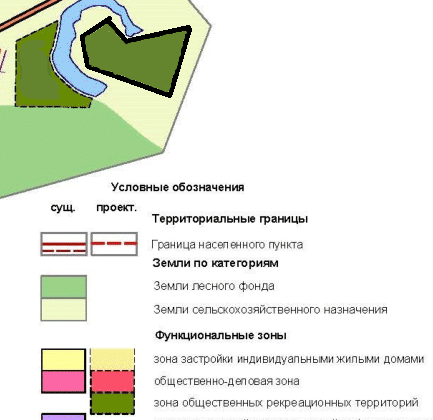 Условные обозначения
сущ. проект.
Территориальные границы
Граница населенного пункта
Земли по категориям
Земли лесного фонда
Земли сельскохозяйственного назначения
Функциональные зоны
зона застройки индивидуальными жилыми домами
общественно-деловая зона
зона общественных рекреационных территорий